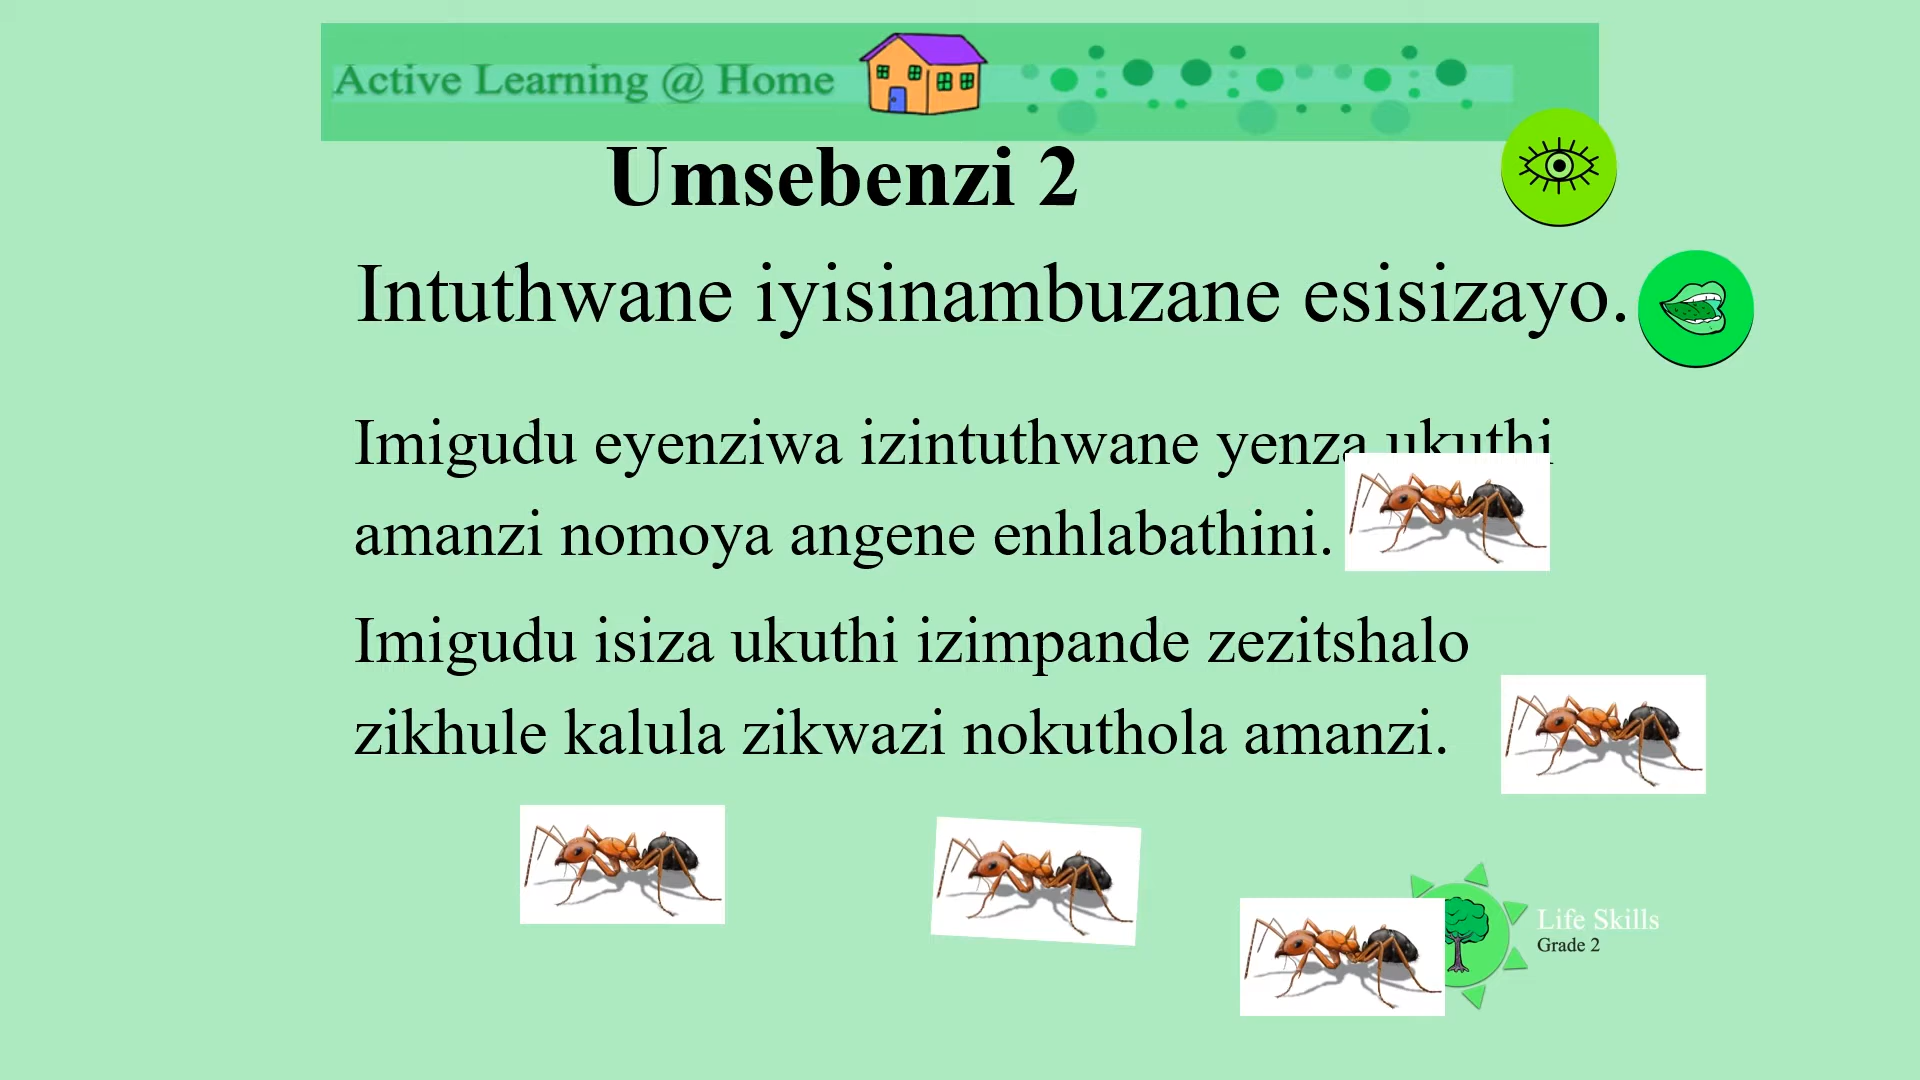 Active Learning @ Home
Umsebenzi 2
Intuthwane iyisinambuzane esisizayo.
Imigudu eyenziwa izintuthwane yenza ukuthi
amanzi nomoya angene enhlabathini.
Imigudu isiza ukuthi izimpande zezitshalo
zikhule kalula zikwazi nokuthola amanzi.
Life Skills
Grade 2